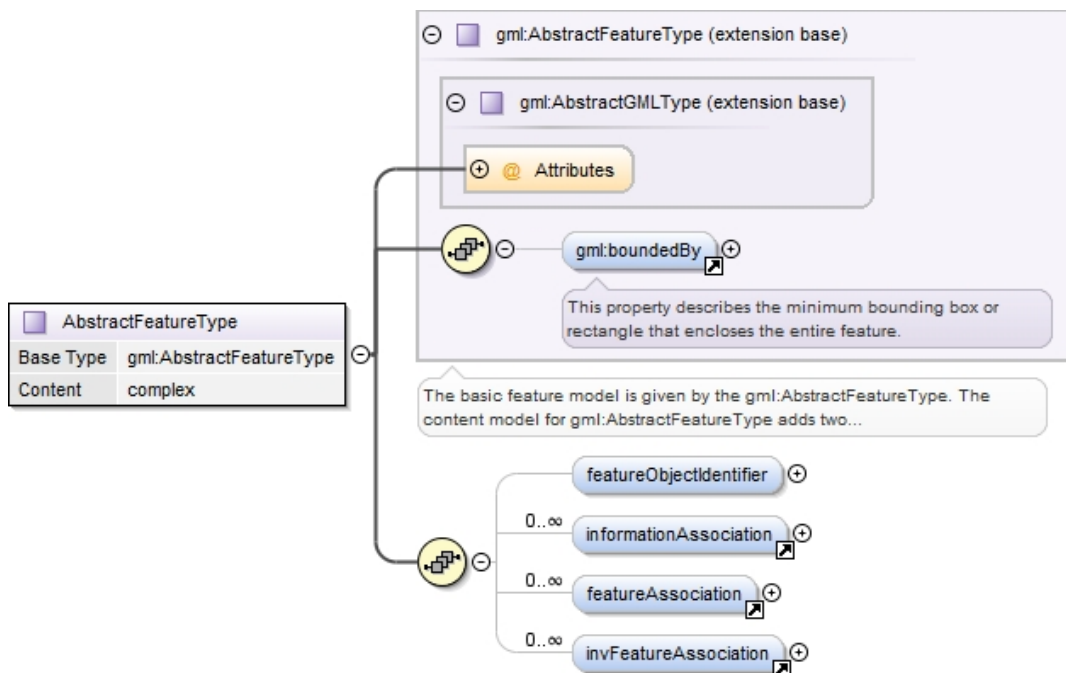 gml:AbstractFeatureType (extension base)
gml:AbstractGMLType (extension base)
@ Attributes
gml:boundedBy
This property describes the minimum bounding box or
rectangle that encloses the entire feature.
AbstractFeatureType
Base Type gml:AbstractFeatureType
Content complex
The basic feature model is given by the gml:AbstractFeatureType. The
content model for gml:AbstractFeatureType adds two...
featureObjectIdentifier
0..∞
informationAssociation
0..∞
featureAssociation
0..∞
invFeatureAssociation